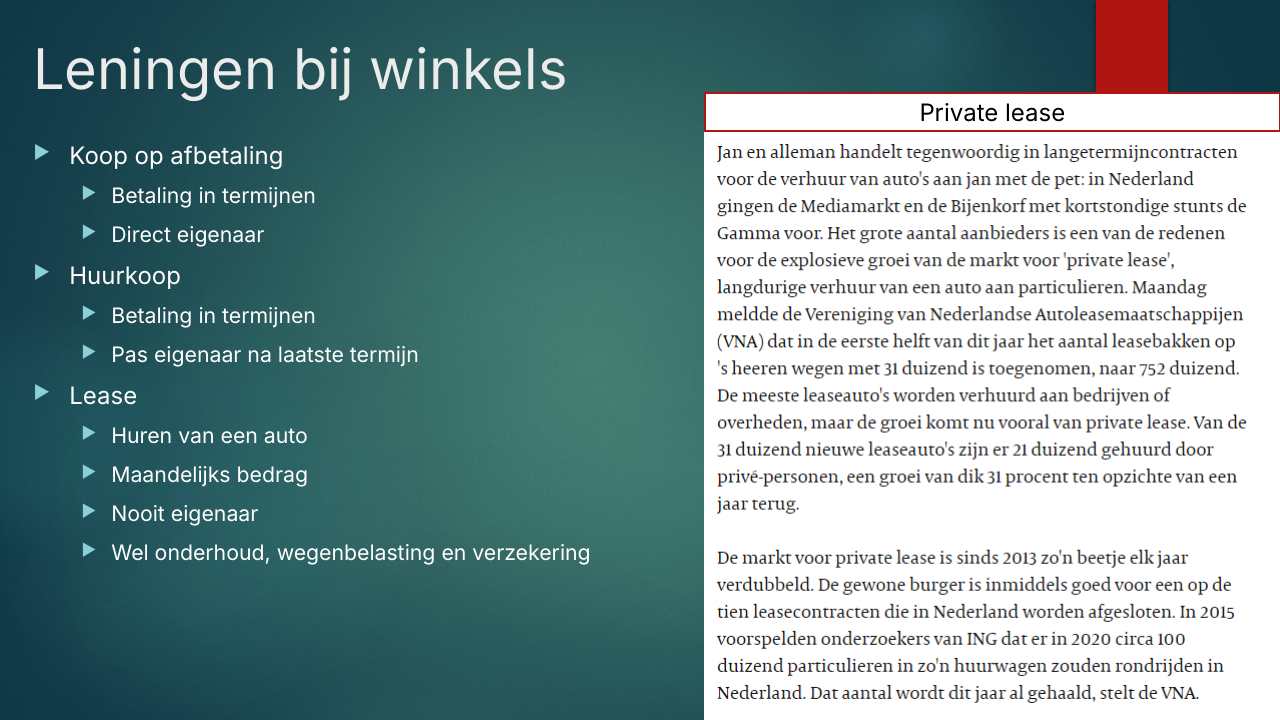 Leningen bij winkels
Koop op afbetaling
Betaling in termijnen
Direct eigenaar
Huurkoop
Betaling in termijnen
Pas eigenaar na laatste termijn
Lease
Huren van een auto
Maandelijks bedrag
Nooit eigenaar
Wel onderhoud, wegenbelasting en verzekering
Private lease
Jan en alleman handelt tegenwoordig in langetermijncontracten
voor de verhuur van auto's aan jan met de pet: in Nederland
gingen de Mediamarkt en de Bijenkorf met kortstondige stunts de
Gamma voor. Het grote aantal aanbieders is een van de redenen
voor de explosieve groei van de markt voor 'private lease',
langdurige verhuur van een auto aan particulieren. Maandag
meldde de Vereniging van Nederlandse Autoleasemaatschappijen
(VNA) dat in de eerste helft van dit jaar het aantal leasebakken op
's heeren wegen met 31 duizend is toegenomen, naar 752 duizend.
De meeste leaseauto's worden verhuurd aan bedrijven of
overheden, maar de groei komt nu vooral van private lease. Van de
31 duizend nieuwe leaseauto's zijn er 21 duizend gehuurd door
privé-personen, een groei van dik 31 procent ten opzichte van een
jaar terug.
De markt voor private lease is sinds 2013 zo'n beetje elk jaar
verdubbeld. De gewone burger is inmiddels goed voor een op de
tien leasecontracten die in Nederland worden afgesloten. In 2015
voorspelden onderzoekers van ING dat er in 2020 circa 100
duizend particulieren in zo'n huurwagen zouden rondrijden in
Nederland. Dat aantal wordt dit jaar al gehaald, stelt de VNA.